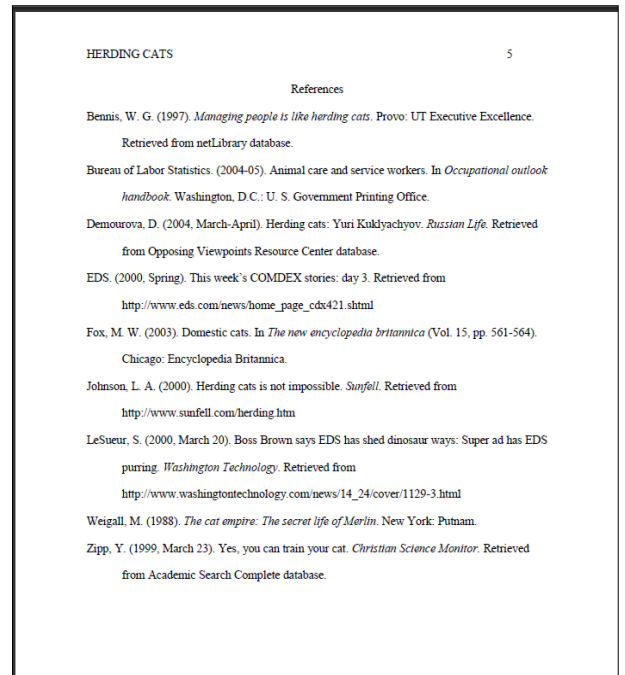 HERDING CATS 5
References
Bennis, W. G. (1997). Managing people is like herding cats. Provo: UT Executive Excellence.
Retrieved from netLibrary database.
Bureau of Labor Statistics. (2004-05). Animal care and service workers. In Occupational outlook
handbook. Washington, D.C.: U. S. Government Printing Office.
Demourova, D. (2004, March-April). Herding cats: Yuri Kuklyachyov. Russian Life. Retrieved
from Opposing Viewpoints Resource Center database.
EDS. (2000, Spring). This week’s COMDEX stories: day 3. Retrieved from
http://www.eds.com/news/home_page_cdx421.shtml
Fox, M. W. (2003). Domestic cats. In The new encyclopedia britannica (Vol. 15, pp. 561-564).
Chicago: Encyclopedia Britannica.
Johnson, L. A. (2000). Herding cats is not impossible. Sunfell. Retrieved from
http://www.sunfell.com/herding.htm
LeSueur, S. (2000, March 20). Boss Brown says EDS has shed dinosaur ways: Super ad has EDS
purring. Washington Technology. Retrieved from
http://www.washingtontechnology.com/news/14_24/cover/1129-3.html
Weigall, M. (1988). The cat empire: The secret life of Merlin. New York: Putnam.
Zipp, Y. (1999, March 23). Yes, you can train your cat. Christian Science Monitor. Retrieved
from Academic Search Complete database.